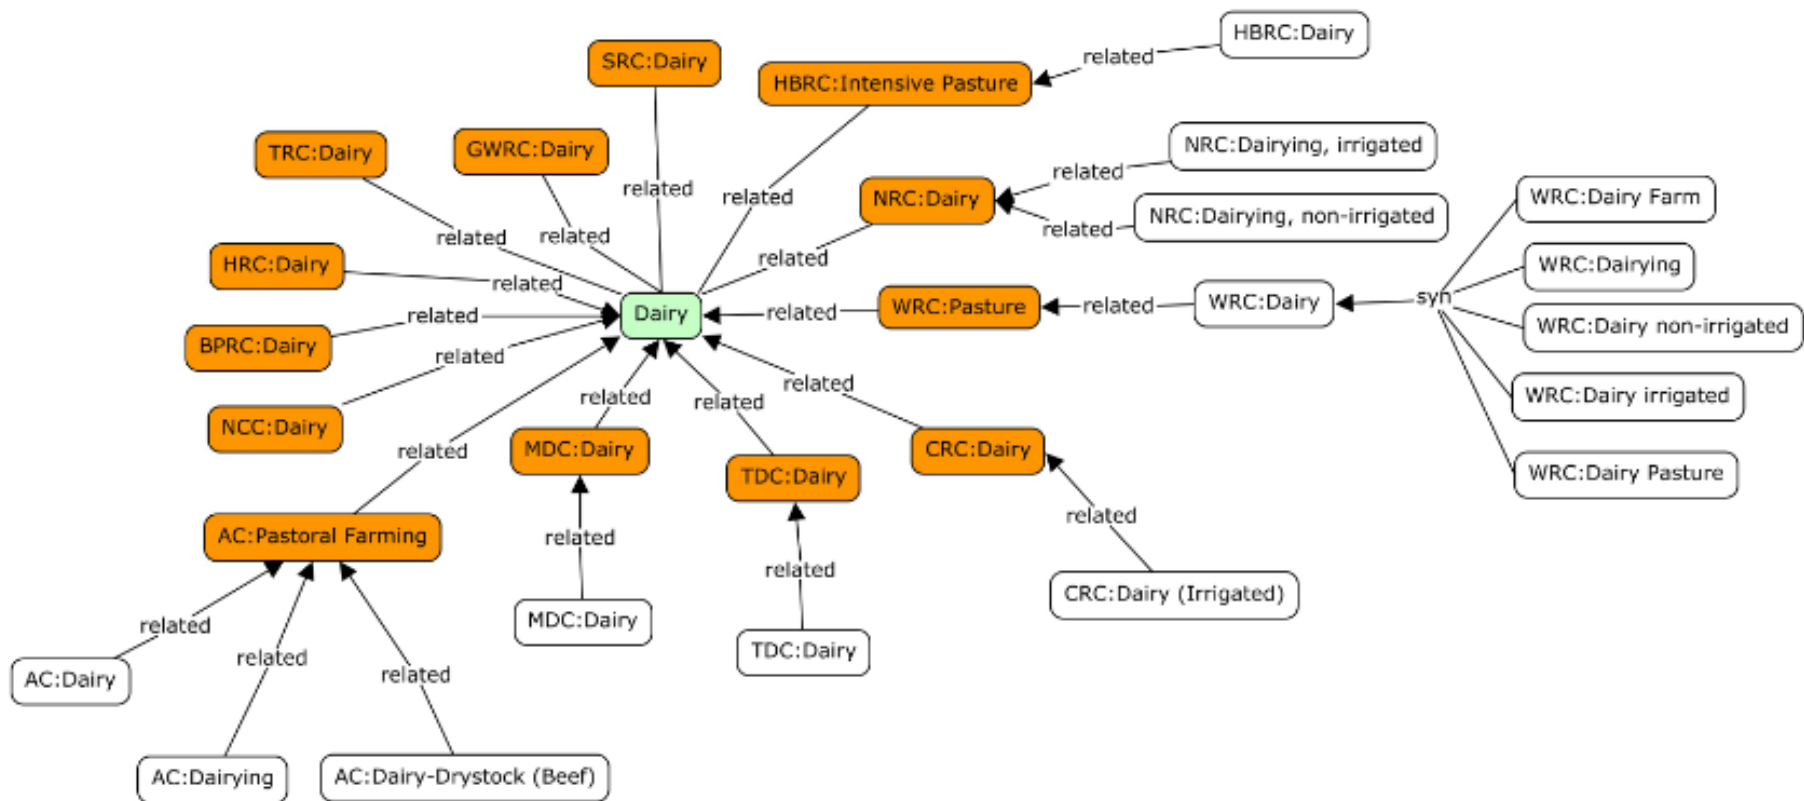 HBRC:Dairy
related
SRC:Dairy
HBRC:Intensive Pasture
TRC:Dairy
GWRC:Dairy
NRC:Dairying, irrigated
related
related
related
NRC:Dairy
WRC:Dairy Farm
NRC:Dairying, non-irrigated
related
related
related
related
HRC:Dairy
related
related
WRC:Dairying
WRC:Pasture
related
WRC:Dairy
syn
Dairy
related
related
WRC:Dairy non-irrigated
BPRC:Dairy
related
related
related
related
WRC:Dairy irrigated
NCC:Dairy
related
MDC:Dairy
CRC:Dairy
TDC:Dairy
WRC:Dairy Pasture
related
AC:Pastoral Farming
related
related
CRC:Dairy (Irrigated)
MDC:Dairy
related
TDC:Dairy
related
related
AC:Dairy
AC:Dairying
AC:Dairy-Drystock (Beef)